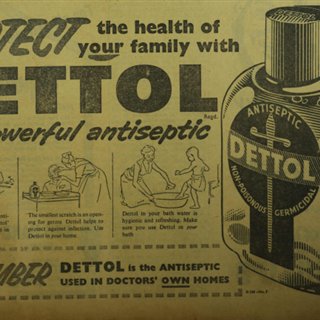 TECT the health of
your family with
DETTOL
Regd.
powerful antiseptic
The smallest scratch is an open-
ing for germs Dettol helps to
protect against infection. Use
Dettol in your home.
Dettol in your bath water is
hygienic and refreshing. Make
sure you use Dettol in your
bath
MBER DETTOL is the ANTISEPTIC
USED IN DOCTORS' OWN HOMES
ANTISEPTIC
DETTOL
NON-POISONOUS
GERMICIDAL